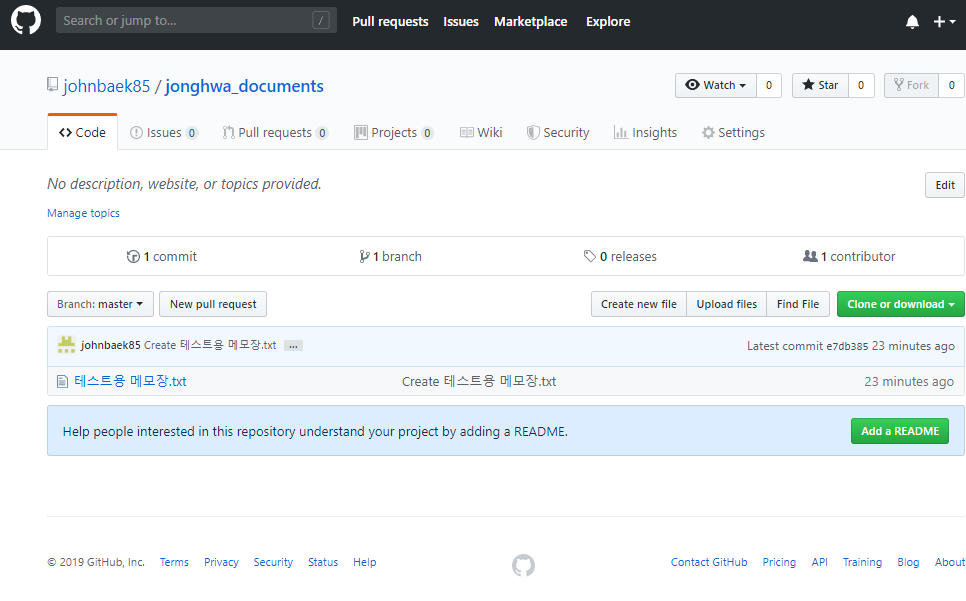 Search or jump to... / Pull requests Issues Marketplace Explore
johnbaek85 / jonghwa_documents Watch 0 Star 0 Fork 0
Code Issues 0 Pull requests 0 Projects 0 Wiki Security Insights Settings
No description, website, or topics provided. Edit
Manage topics
1 commit 1 branch 0 releases 1 contributor
Branch: master New pull request Create new file Upload files Find File Clone or download
johnbaek85 Create 테스트용 메모장.txt ... Latest commit e7db385 23 minutes ago
테스트용 메모장.txt Create 테스트용 메모장.txt 23 minutes ago
Help people interested in this repository understand your project by adding a README. Add a README
© 2019 GitHub, Inc. Terms Privacy Security Status Help Contact GitHub Pricing API Training Blog About